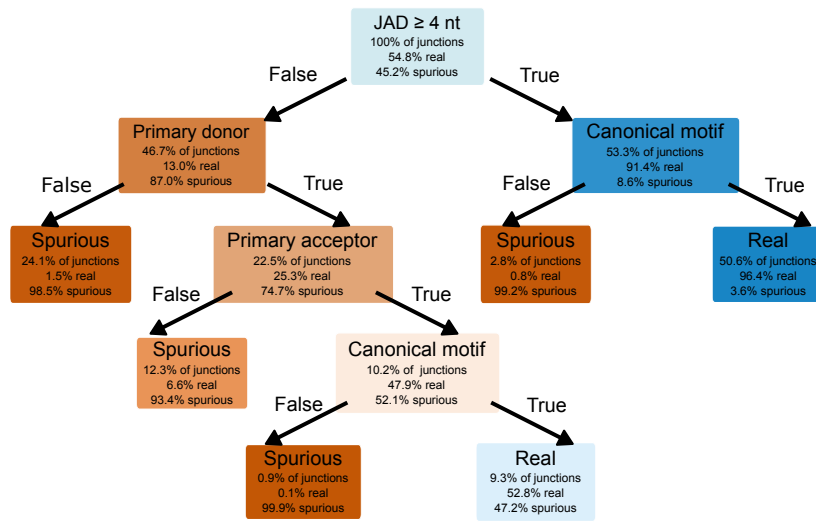 JAD ≥ 4 nt
100% of junctions
54.8% real
45.2% spurious
False
True
Primary donor
46.7% of junctions
13.0% real
87.0% spurious
Canonical motif
53.3% of junctions
91.4% real
8.6% spurious
False
True
False
True
Spurious
24.1% of junctions
1.5% real
98.5% spurious
Primary acceptor
22.5% of junctions
25.3% real
74.7% spurious
Spurious
2.8% of junctions
0.8% real
99.2% spurious
Real
50.6% of junctions
96.4% real
3.6% spurious
False
True
Spurious
12.3% of junctions
6.6% real
93.4% spurious
Canonical motif
10.2% of junctions
47.9% real
52.1% spurious
False
True
Spurious
0.9% of junctions
0.1% real
99.9% spurious
Real
9.3% of junctions
52.8% real
47.2% spurious